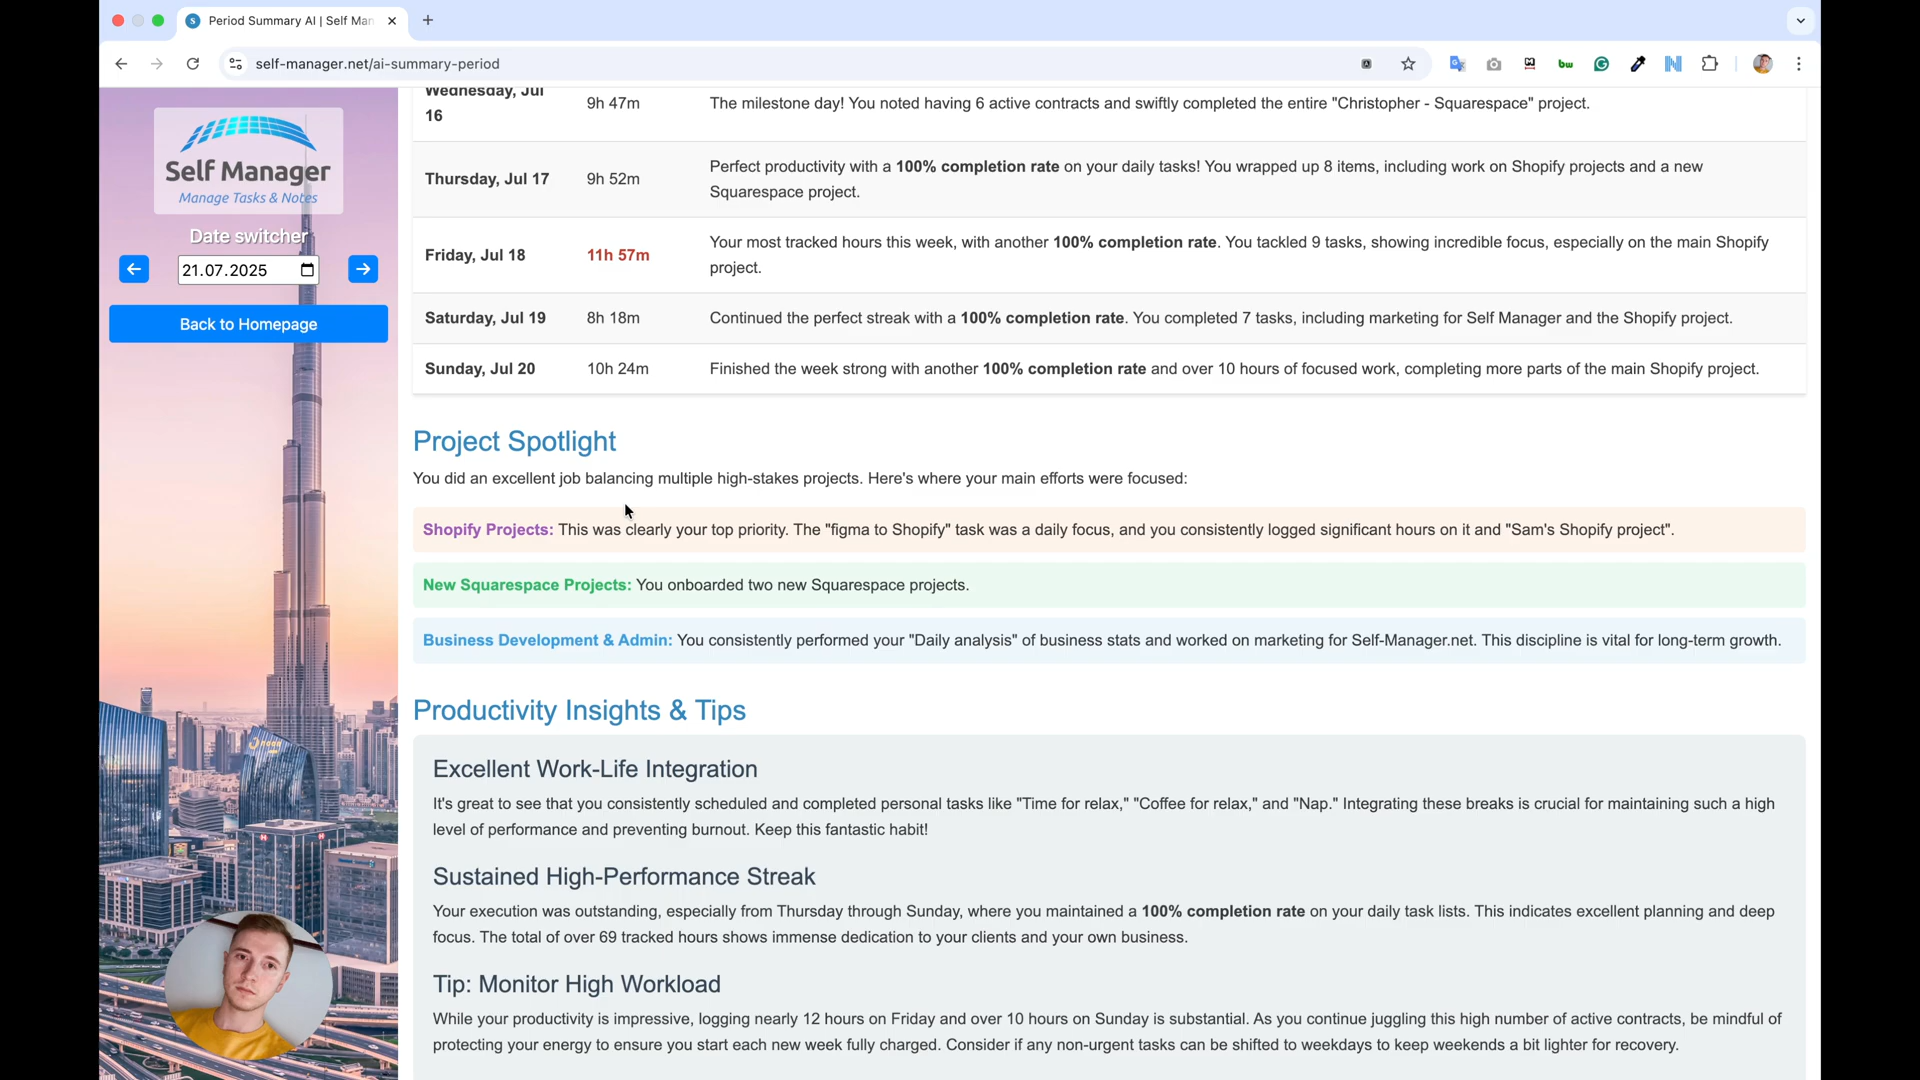 Period Summary AI | Self Man
self-manager.net/ai-summary-period
Self Manager
Manage Tasks & Notes
Date switcher
21.07.2025
Back to Homepage
Wednesday, Jul
16
9h 47m
The milestone day! You noted having 6 active contracts and swiftly completed the entire "Christopher - Squarespace" project.
Thursday, Jul 17
9h 52m
Perfect productivity with a 100% completion rate on your daily tasks! You wrapped up 8 items, including work on Shopify projects and a new
Squarespace project.
Friday, Jul 18
11h 57m
Your most tracked hours this week, with another 100% completion rate. You tackled 9 tasks, showing incredible focus, especially on the main Shopify
project.
Saturday, Jul 19
8h 18m
Continued the perfect streak with a 100% completion rate. You completed 7 tasks, including marketing for Self Manager and the Shopify project.
Sunday, Jul 20
10h 24m
Finished the week strong with another 100% completion rate and over 10 hours of focused work, completing more parts of the main Shopify project.
Project Spotlight
You did an excellent job balancing multiple high-stakes projects. Here's where your main efforts were focused:
Shopify Projects: This was clearly your top priority. The "figma to Shopify" task was a daily focus, and you consistently logged significant hours on it and "Sam's Shopify project".
New Squarespace Projects: You onboarded two new Squarespace projects.
Business Development & Admin: You consistently performed your "Daily analysis" of business stats and worked on marketing for Self-Manager.net. This discipline is vital for long-term growth.
Productivity Insights & Tips
Excellent Work-Life Integration
It's great to see that you consistently scheduled and completed personal tasks like "Time for relax," "Coffee for relax," and "Nap." Integrating these breaks is crucial for maintaining such a high
level of performance and preventing burnout. Keep this fantastic habit!
Sustained High-Performance Streak
Your execution was outstanding, especially from Thursday through Sunday, where you maintained a 100% completion rate on your daily task lists. This indicates excellent planning and deep
focus. The total of over 69 tracked hours shows immense dedication to your clients and your own business.
Tip: Monitor High Workload
While your productivity is impressive, logging nearly 12 hours on Friday and over 10 hours on Sunday is substantial. As you continue juggling this high number of active contracts, be mindful of
protecting your energy to ensure you start each new week fully charged. Consider if any non-urgent tasks can be shifted to weekdays to keep weekends a bit lighter for recovery.